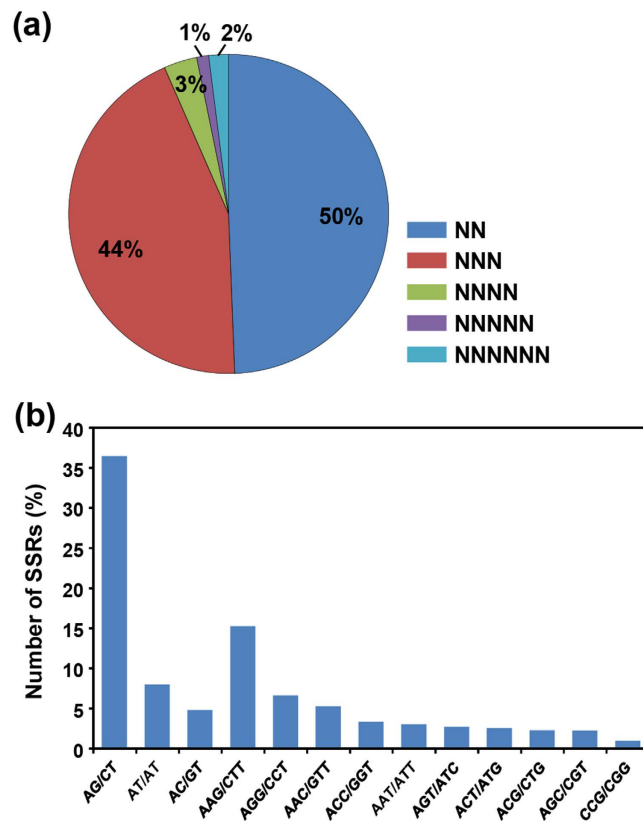 (a)
1% 2%
3%
50%
44%
NN
NNN
NNNN
NNNNN
NNNNNN
(b)
Number of SSRs (%)
40
35
30
25
20
15
10
5
0
AG/CT
AT/AT
AC/GT
AAG/CTT
AGG/CCT
AAC/GTT
ACC/GGT
AAT/ATT
AGT/ATC
ACT/ATG
ACG/CTG
AGC/CGT
CCG/CGG